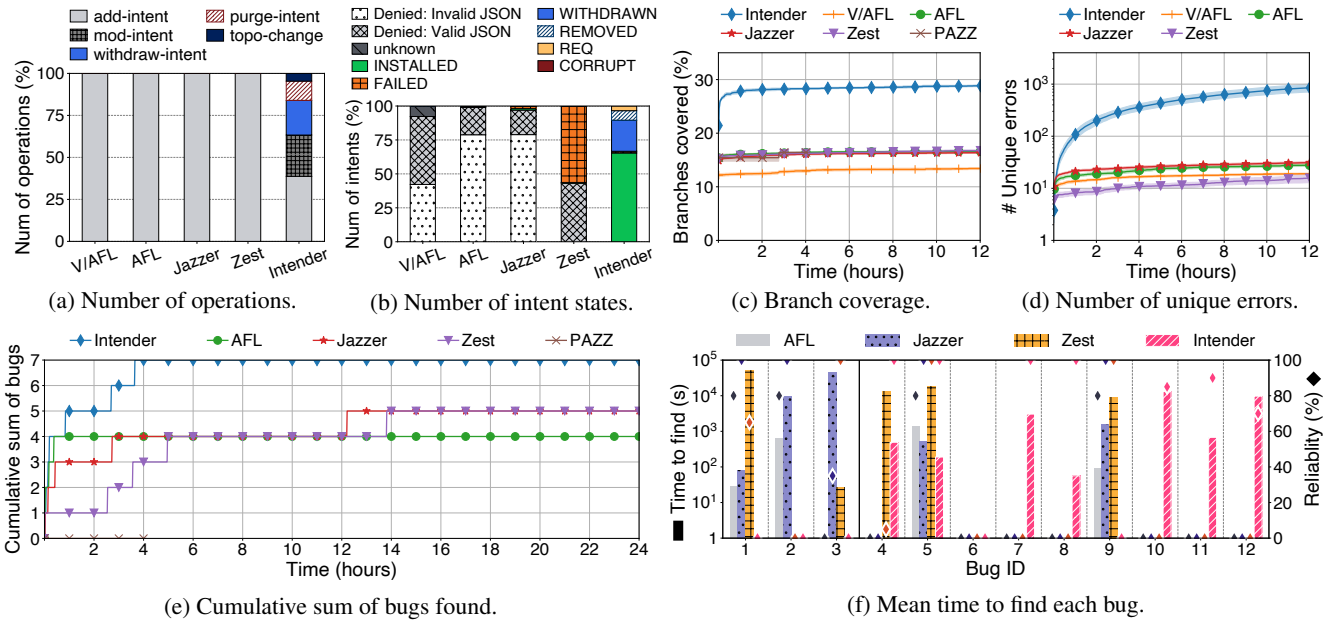 add-intent purge-intent
mod-intent topo-change
withdraw-intent
Num of operations (%)
100
75
50
25
0
V/AFL AFL Jazzer Zest Intender
(a) Number of operations.
Denied: Invalid JSON WITHDRAWN
Denied: Valid JSON REMOVED
unknown REQ
INSTALLED CORRUPT
FAILED
Num of intents (%)
100
75
50
25
0
V/AFL AFL Jazzer Zest Intender
(b) Number of intent states.
Intender V/AFL AFL
Jazzer Zest PAZZ
Branches covered (%)
30
20
10
0
2 4 6 8 10 12
Time (hours)
(c) Branch coverage.
Intender V/AFL AFL
Jazzer Zest
# Unique errors
10³
10²
10¹
1
2 4 6 8 10 12
Time (hours)
(d) Number of unique errors.
Intender AFL Jazzer Zest PAZZ
Cumulative sum of bugs
7
6
5
4
3
2
1
0
2 4 6 8 10 12 14 16 18 20 22 24
Time (hours)
(e) Cumulative sum of bugs found.
AFL Jazzer Zest Intender
Time to find (s)
10⁵
10⁴
10³
10²
10¹
1
100
80
60
40
20
0
Reliablity (%)
1 2 3 4 5 6 7 8 9 10 11 12
Bug ID
(f) Mean time to find each bug.